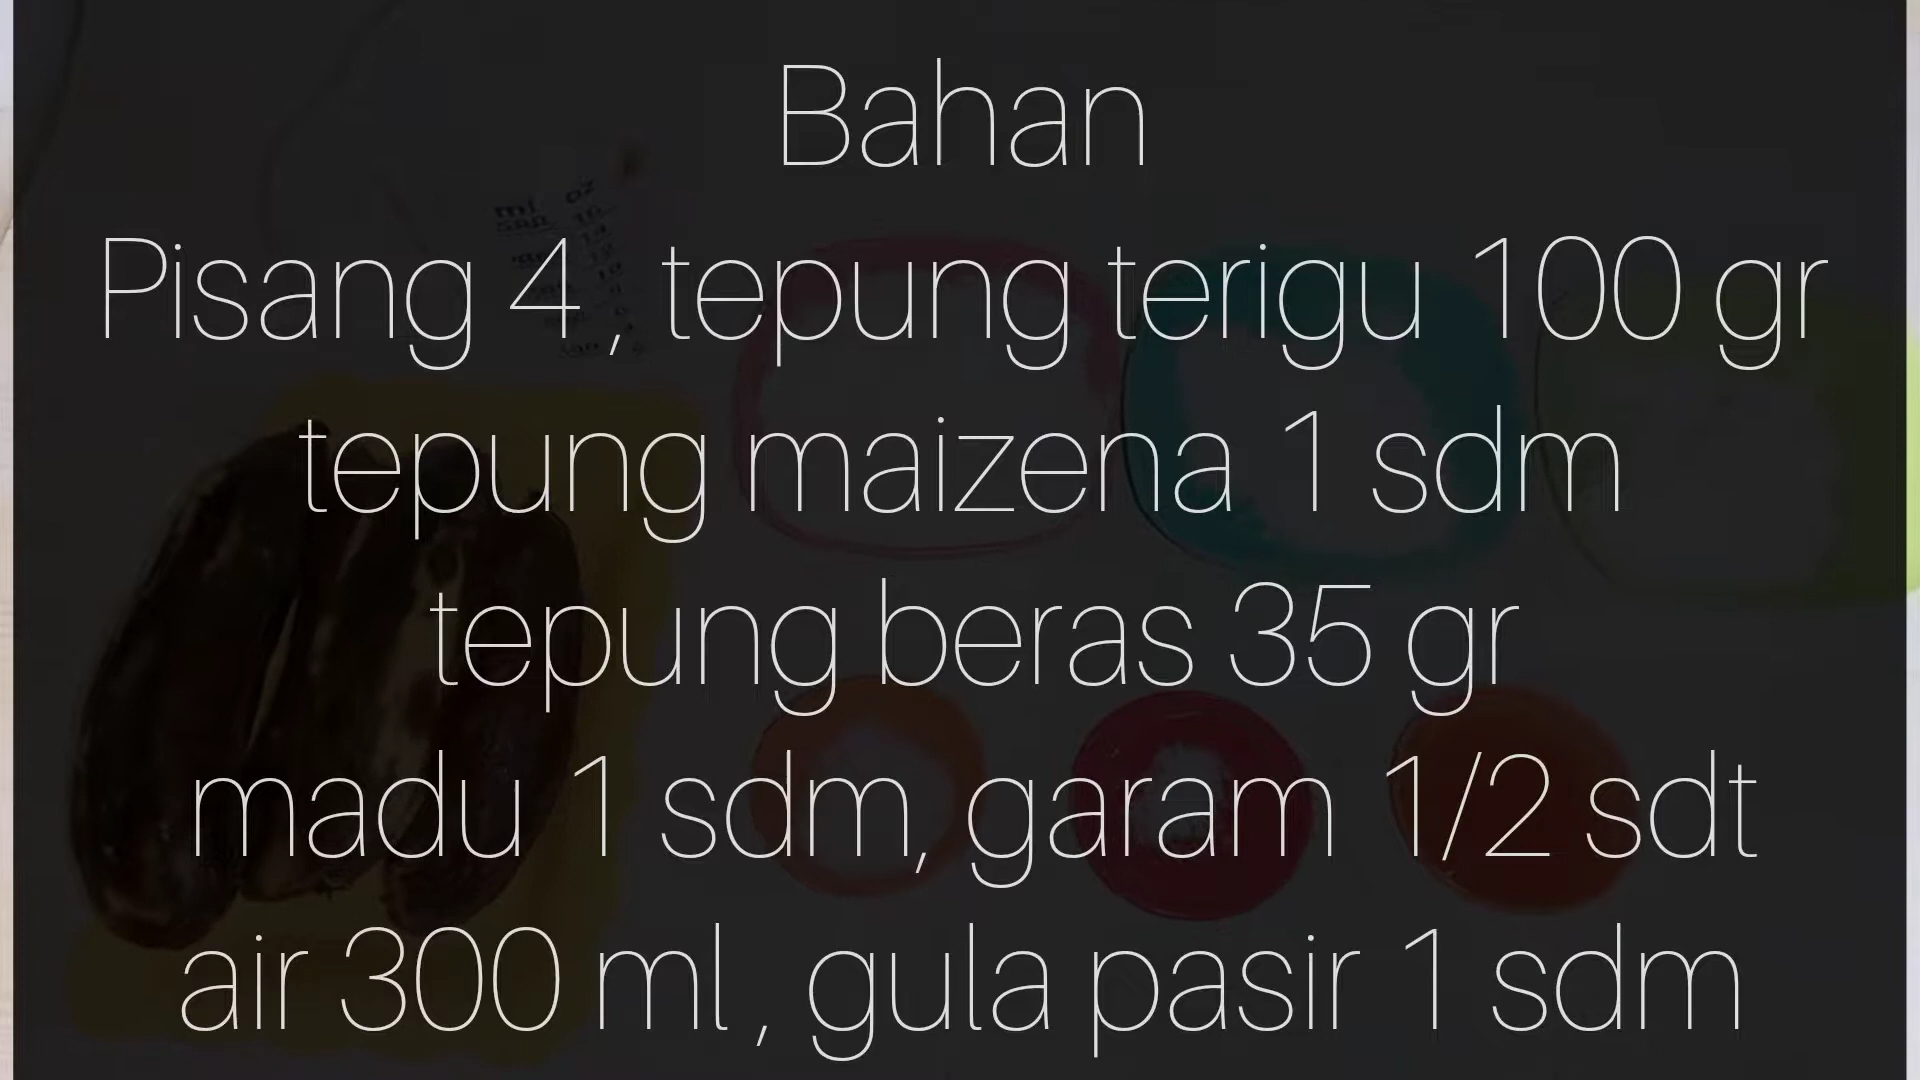 Bahan
Pisang 4, tepung terigu 100 gr
tepung maizena 1 sdm
tepung beras 35 gr
madu 1 sdm, garam 1/2 sdt
air 300 ml , gula pasir 1 sdm